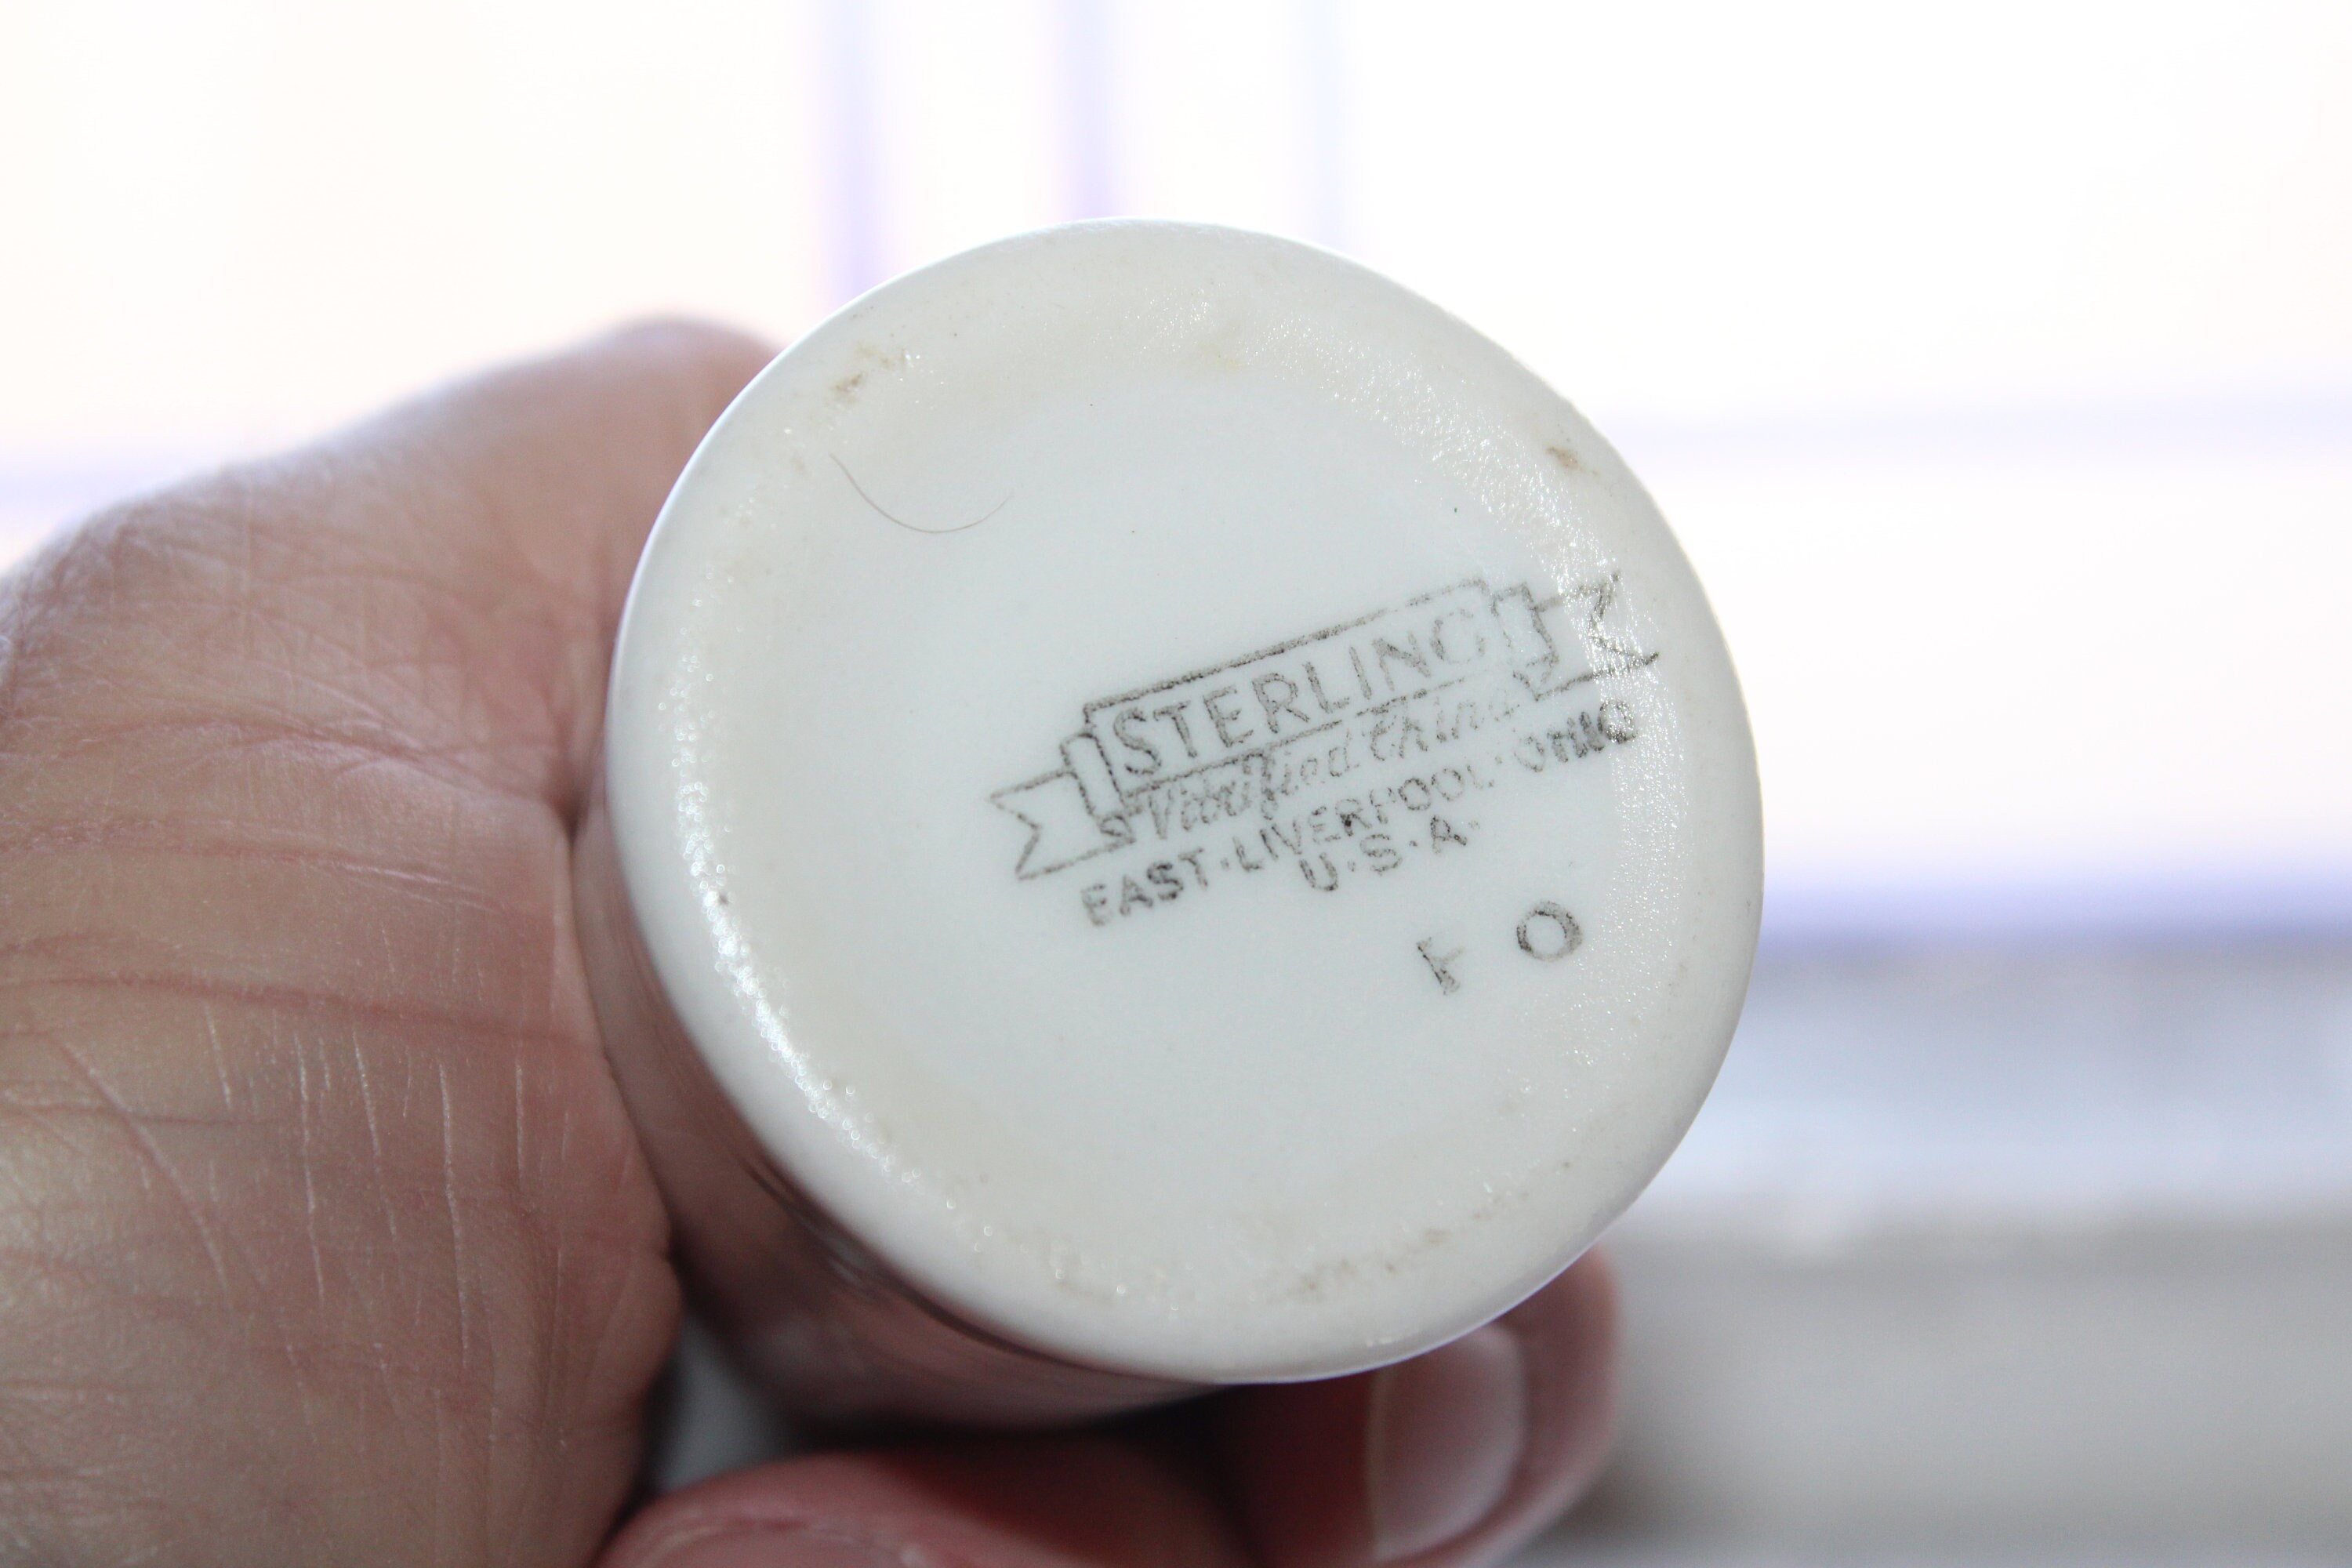 STERLING
Vitrified China
EAST·LIVERPOOL·OHIO
U·S·A·
F O